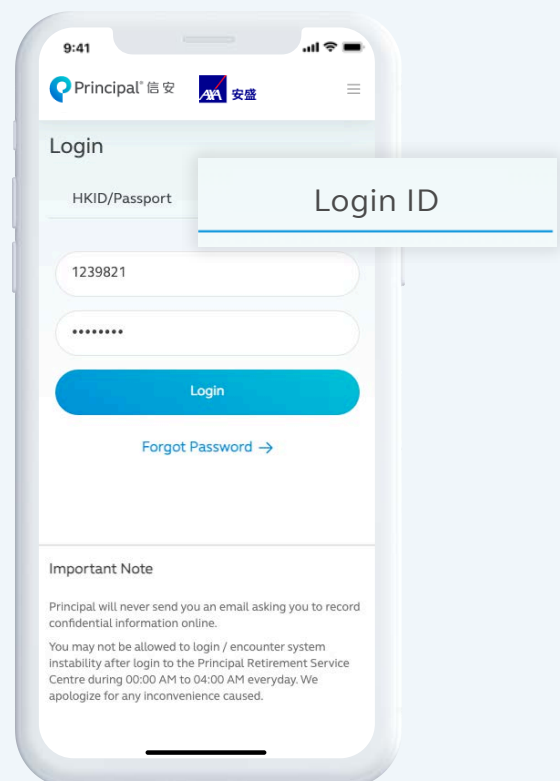 9:41
Principal® 信安 AXA 安盛
Login
HKID/Passport
Login ID
1239821
••••••••
Login
Forgot Password →
Important Note
Principal will never send you an email asking you to record
confidential information online.
You may not be allowed to login / encounter system
instability after login to the Principal Retirement Service
Centre during 00:00 AM to 04:00 AM everyday. We
apologize for any inconvenience caused.